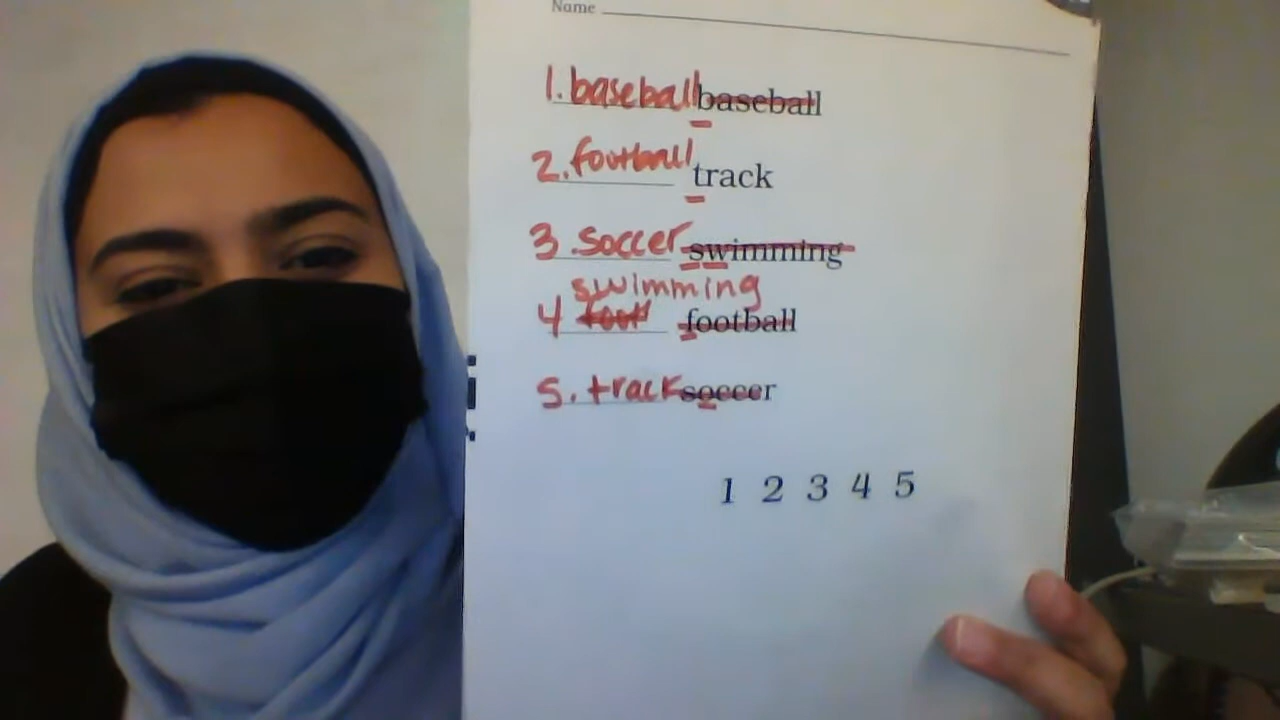 Name
1. baseball baseball
2. football track
3. soccer swimming
swimming
4 foot football
5. track soccer
1 2 3 4 5